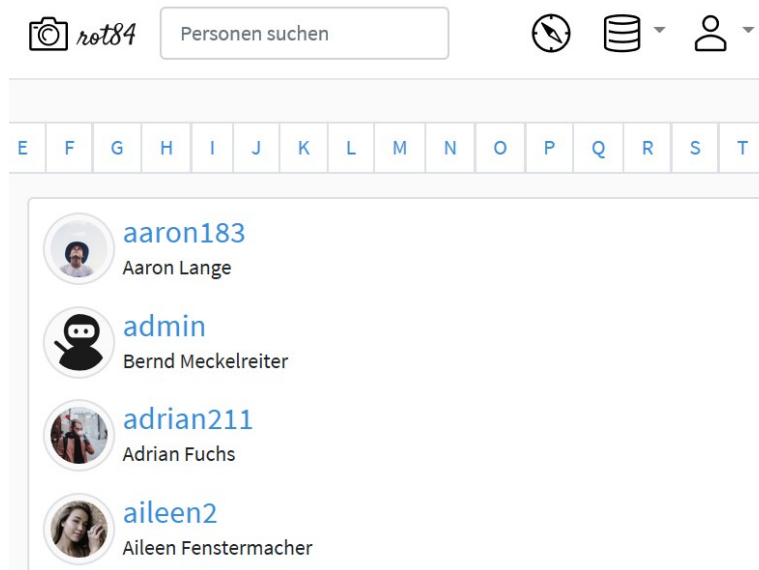 rot84 Personen suchen
E F G H I J K L M N O P Q R S T
aaron183
Aaron Lange
admin
Bernd Meckelreiter
adrian211
Adrian Fuchs
aileen2
Aileen Fenstermacher